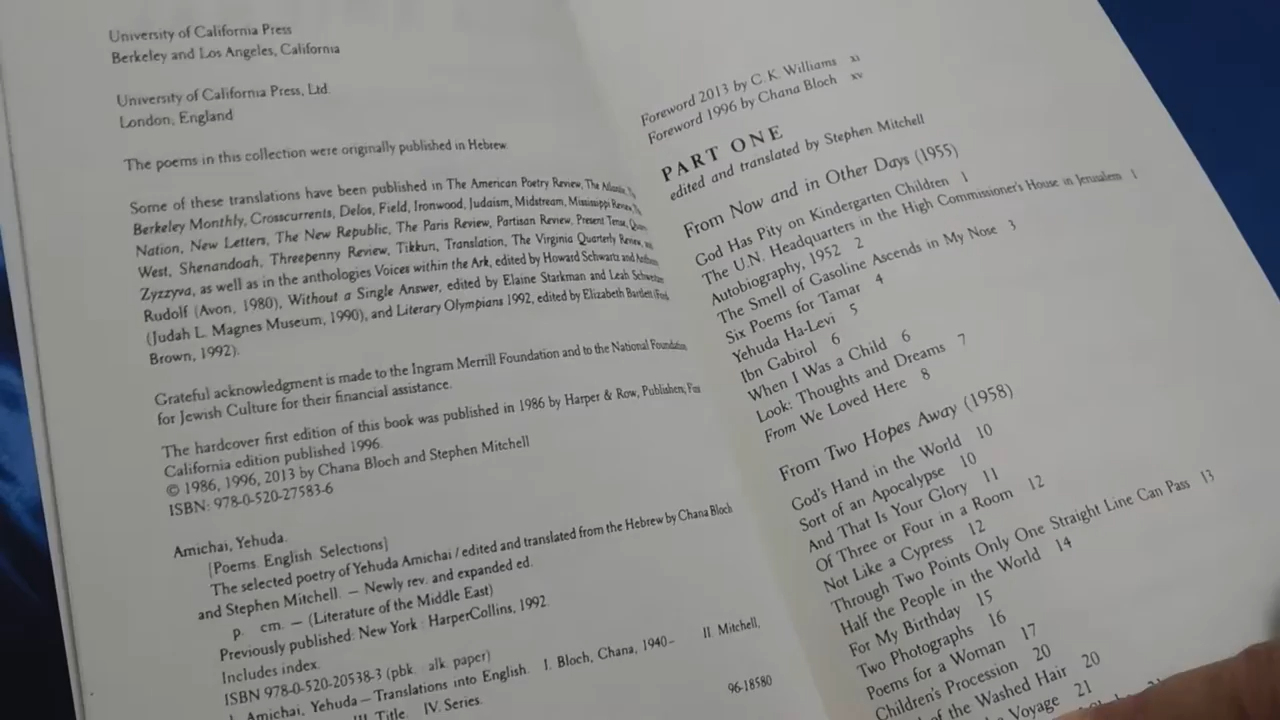 University of California Press
Berkeley and Los Angeles, California
University of California Press, Ltd.
London, England
The poems in this collection were originally published in Hebrew.
Some of these translations have been published in The American Poetry Review, The Atlantic,
Berkeley Monthly, Crosscurrents, Delos, Field, Ironwood, Judaism, Midstream, Mississippi Review, The
Nation, New Letters, The New Republic, The Paris Review, Partisan Review, Present Tense,
West, Shenandoah, Threepenny Review, Tikkun, Translation, The Virginia Quarterly Review, and
Zyzzyva, as well as in the anthologies Voices within the Ark, edited by Howard Schwartz and
Rudolf (Avon, 1980), Without a Single Answer, edited by Elaine Starkman and Leah
(Judah L. Magnes Museum, 1990), and Literary Olympians 1992, edited by Elizabeth Bartlett
Brown, 1992).
Grateful acknowledgment is made to the Ingram Merrill Foundation and to the National Foundation
for Jewish Culture for their financial assistance.
The hardcover first edition of this book was published in 1986 by Harper & Row, Publishers;
California edition published 1996.
© 1986, 1996, 2013 by Chana Bloch and Stephen Mitchell
ISBN: 978-0-520-27583-6
Amichai, Yehuda.
[Poems. English. Selections]
The selected poetry of Yehuda Amichai / edited and translated from the Hebrew by Chana Bloch
and Stephen Mitchell. — Newly rev. and expanded ed.
p. cm. — (Literature of the Middle East)
Previously published: New York : HarperCollins, 1992.
Includes index.
ISBN 978-0-520-20538-3 (pbk. alk. paper)
Amichai, Yehuda—Translations into English. I. Bloch, Chana, 1940– II. Mitchell,
III. Title. IV. Series.
96-18580
Foreword 2013 by C. K. Williams xi
Foreword 1996 by Chana Bloch xv
PART ONE
edited and translated by Stephen Mitchell
From Now and in Other Days (1955)
God Has Pity on Kindergarten Children 1
The U.N. Headquarters in the High Commissioner's House in Jerusalem 1
Autobiography, 1952 2
The Smell of Gasoline Ascends in My Nose 3
Six Poems for Tamar 4
Yehuda Ha-Levi 5
Ibn Gabirol 6
When I Was a Child 6
Look: Thoughts and Dreams 7
From We Loved Here 8
From Two Hopes Away (1958)
God's Hand in the World 10
Sort of an Apocalypse 10
And That Is Your Glory 11
Of Three or Four in a Room 12
Not Like a Cypress 12
Through Two Points Only One Straight Line Can Pass 13
Half the People in the World 14
For My Birthday 15
Two Photographs 16
Poems for a Woman 17
Children's Procession 20
of the Washed Hair 20
Voyage 21